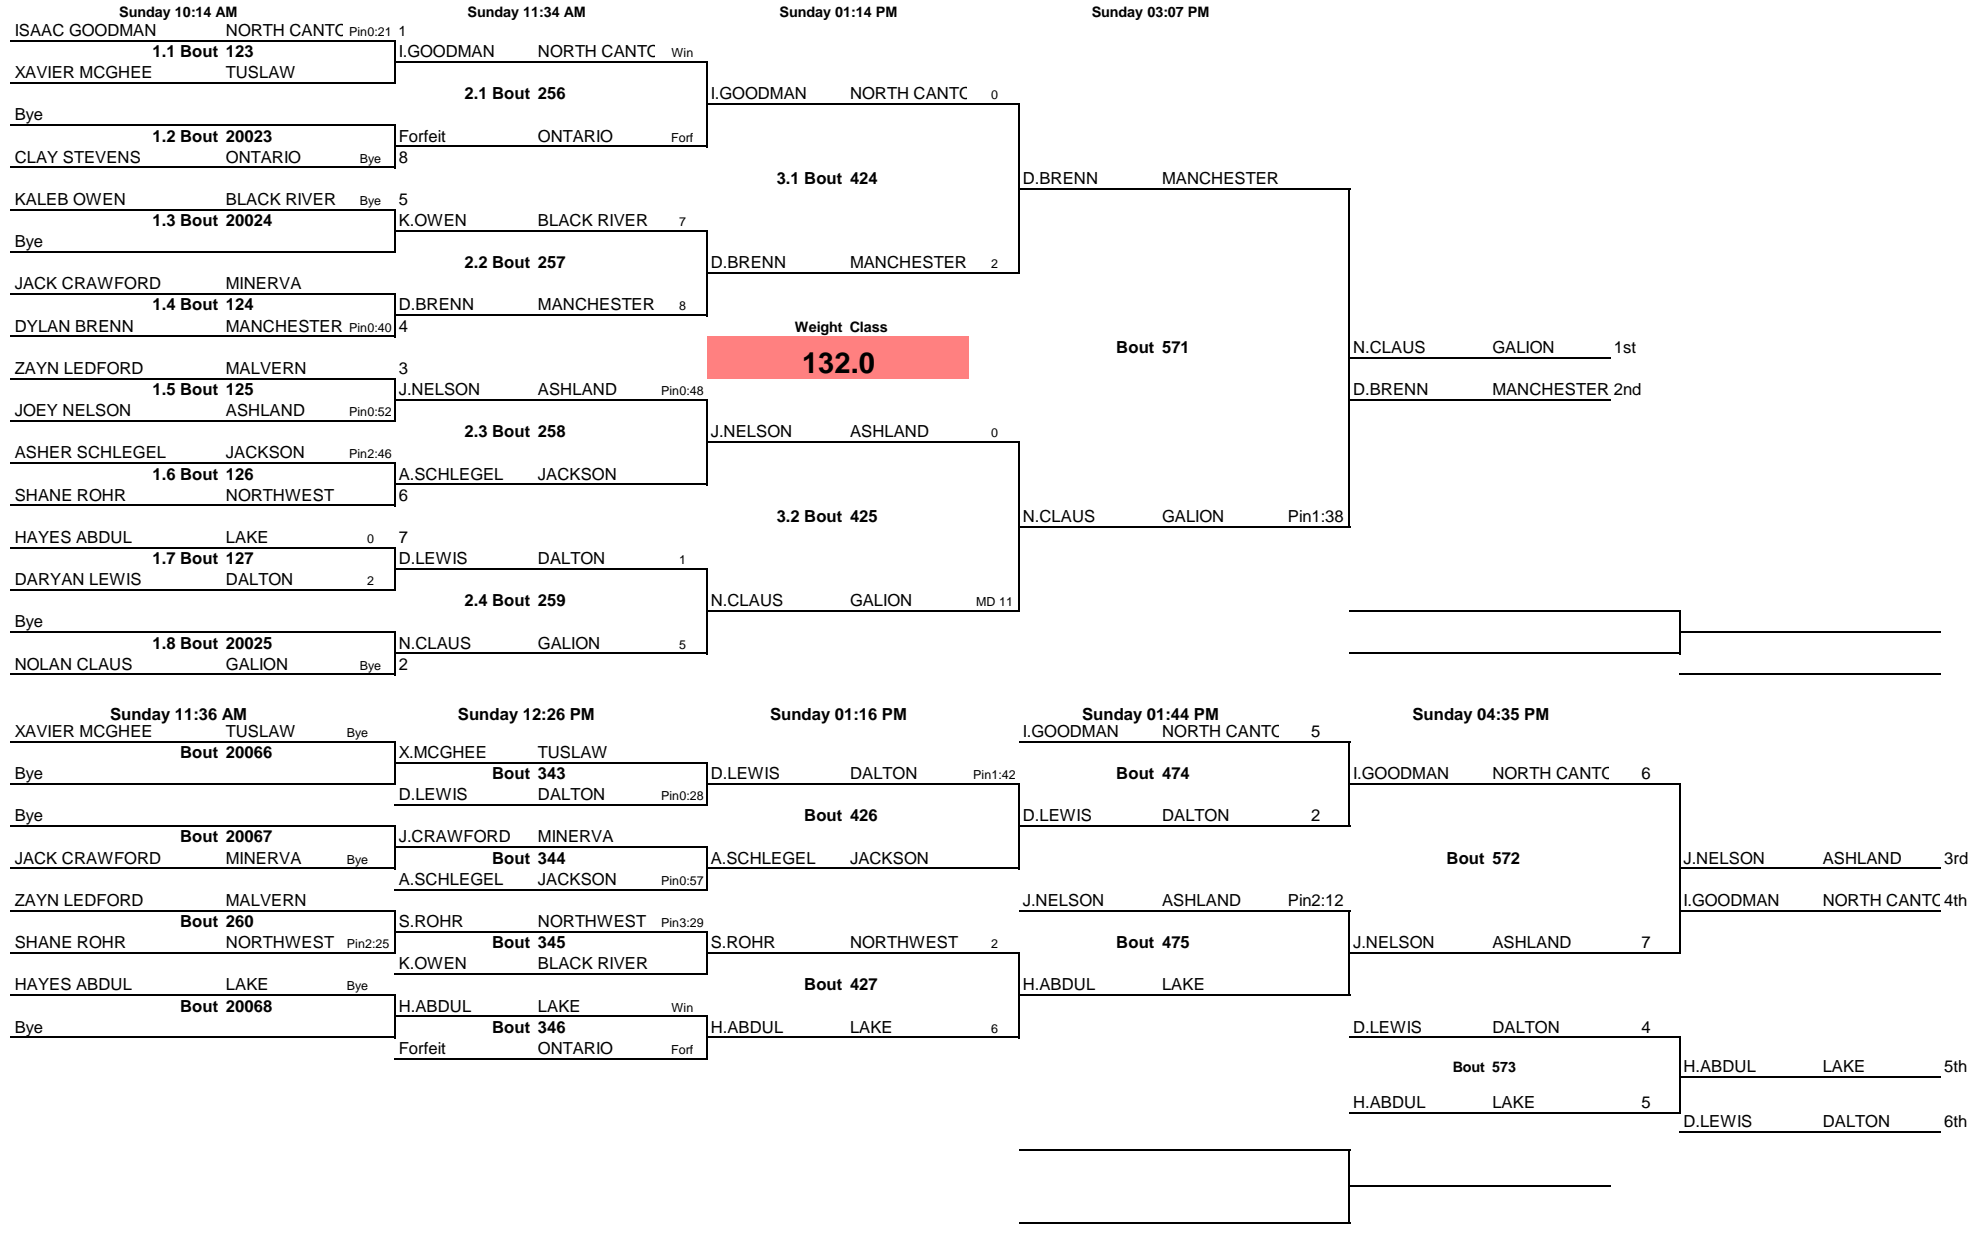 Sunday 10:14 AM Sunday 11:34 AM Sunday 01:14 PM Sunday 03:07 PM
ISAAC GOODMAN NORTH CANTC Pin0:21 1
1.1 Bout 123 I.GOODMAN NORTH CANTC Win
XAVIER MCGHEE TUSLAW
2.1 Bout 256 I.GOODMAN NORTH CANTC 0
Bye
1.2 Bout 20023 Forfeit ONTARIO Forf
CLAY STEVENS ONTARIO Bye 8
3.1 Bout 424 D.BRENN MANCHESTER
KALEB OWEN BLACK RIVER Bye 5
1.3 Bout 20024 K.OWEN BLACK RIVER 7
Bye
2.2 Bout 257 D.BRENN MANCHESTER 2
JACK CRAWFORD MINERVA
1.4 Bout 124 D.BRENN MANCHESTER 8
DYLAN BRENN MANCHESTER Pin0:40 4 Weight Class
Bout 571 N.CLAUS GALION 1st
132.0
ZAYN LEDFORD MALVERN 3
1.5 Bout 125 J.NELSON ASHLAND Pin0:48 D.BRENN MANCHESTER 2nd
JOEY NELSON ASHLAND Pin0:52
2.3 Bout 258 J.NELSON ASHLAND 0
ASHER SCHLEGEL JACKSON Pin2:46
1.6 Bout 126 A.SCHLEGEL JACKSON
SHANE ROHR NORTHWEST 6
3.2 Bout 425 N.CLAUS GALION Pin1:38
HAYES ABDUL LAKE 0 7
1.7 Bout 127 D.LEWIS DALTON 1
DARYAN LEWIS DALTON 2
2.4 Bout 259 N.CLAUS GALION MD 11
Bye
1.8 Bout 20025 N.CLAUS GALION 5
NOLAN CLAUS GALION Bye 2
Sunday 11:36 AM Sunday 12:26 PM Sunday 01:16 PM Sunday 01:44 PM Sunday 04:35 PM
XAVIER MCGHEE TUSLAW Bye I.GOODMAN NORTH CANTC 5
Bout 20066 X.MCGHEE TUSLAW
Bye Bout 343 D.LEWIS DALTON Pin1:42 Bout 474 I.GOODMAN NORTH CANTC 6
D.LEWIS DALTON Pin0:28
Bye Bout 426 D.LEWIS DALTON 2
Bout 20067 J.CRAWFORD MINERVA
JACK CRAWFORD MINERVA Bye Bout 344 A.SCHLEGEL JACKSON Bout 572 J.NELSON ASHLAND 3rd
A.SCHLEGEL JACKSON Pin0:57
ZAYN LEDFORD MALVERN J.NELSON ASHLAND Pin2:12 I.GOODMAN NORTH CANTC 4th
Bout 260 S.ROHR NORTHWEST Pin3:29
SHANE ROHR NORTHWEST Pin2:25 Bout 345 S.ROHR NORTHWEST 2 Bout 475 J.NELSON ASHLAND 7
K.OWEN BLACK RIVER
HAYES ABDUL LAKE Bye Bout 427 H.ABDUL LAKE
Bout 20068 H.ABDUL LAKE Win
Bye Bout 346 H.ABDUL LAKE 6 D.LEWIS DALTON 4
Forfeit ONTARIO Forf
Bout 573 H.ABDUL LAKE 5th
H.ABDUL LAKE 5
D.LEWIS DALTON 6th